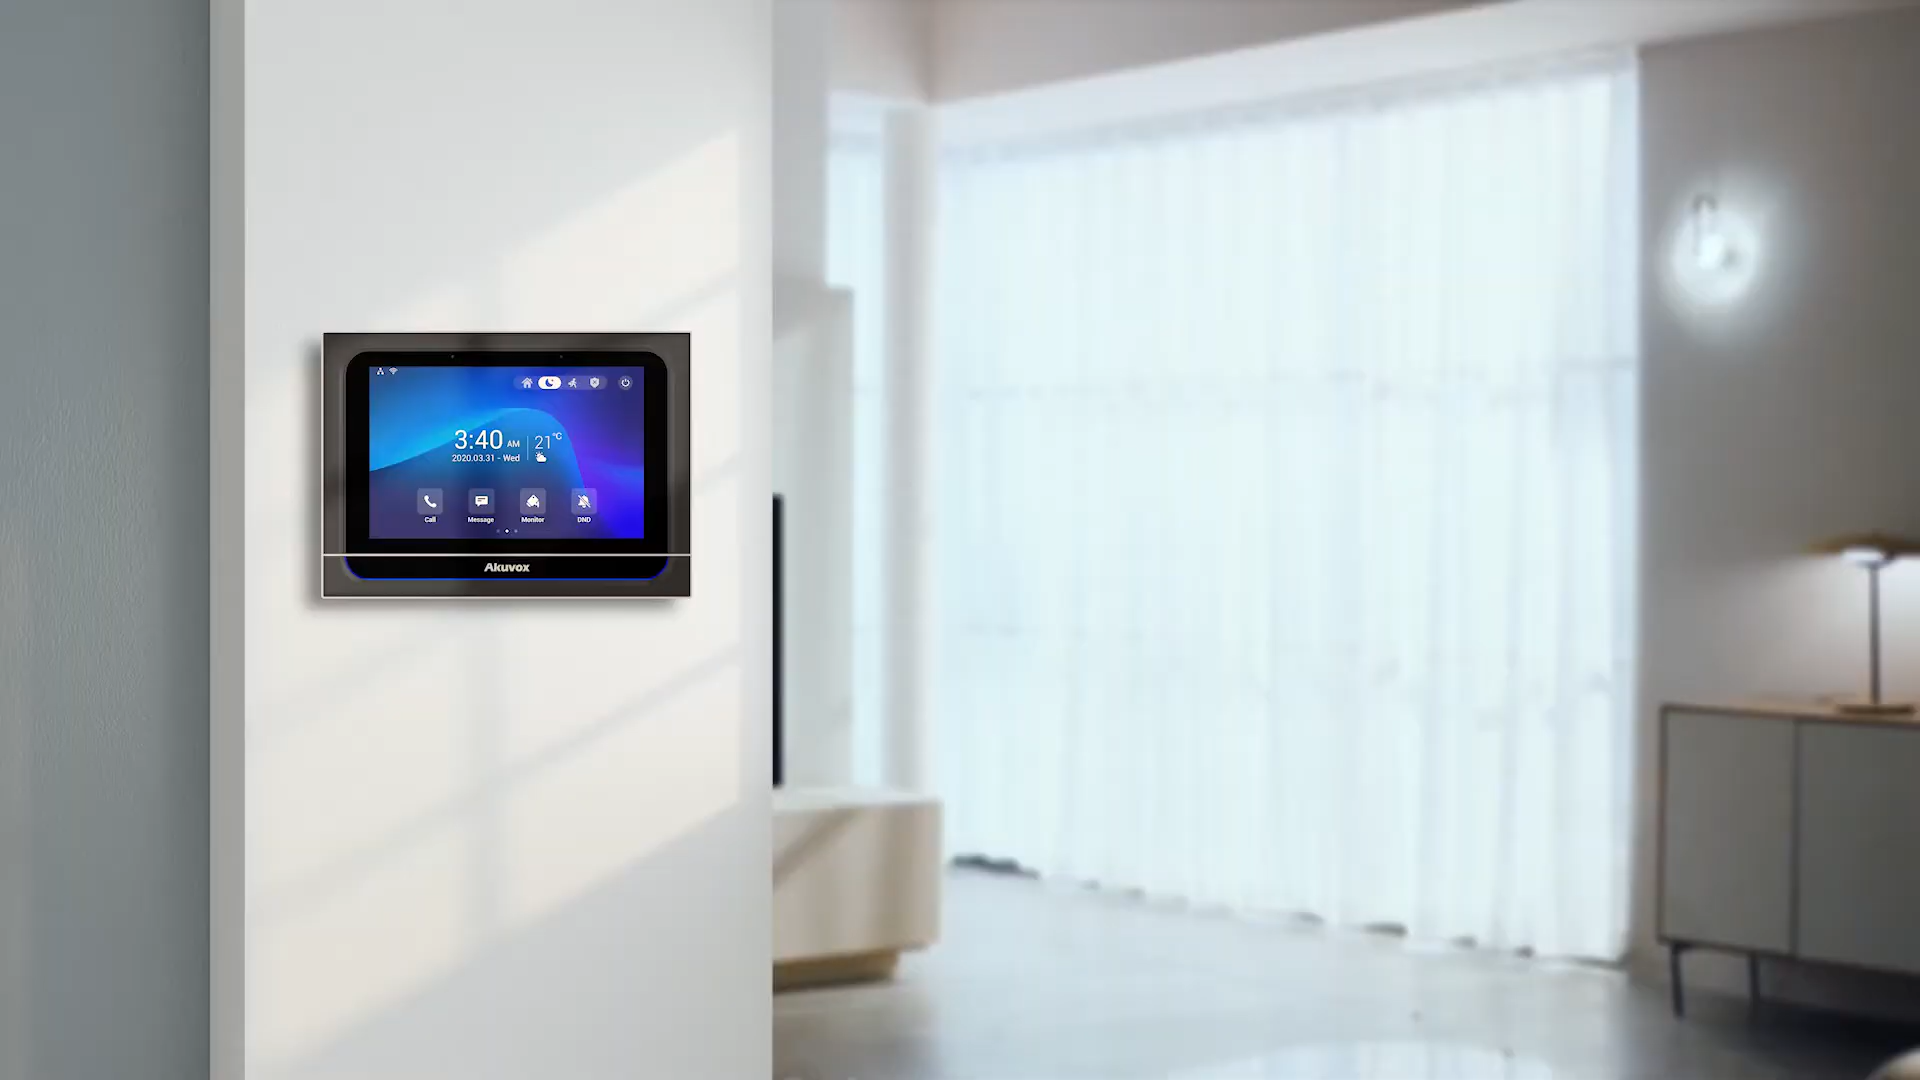 3:40 AM
21°C
2020.03.31 - Wed
Call
Message
Monitor
DND
Akuvox